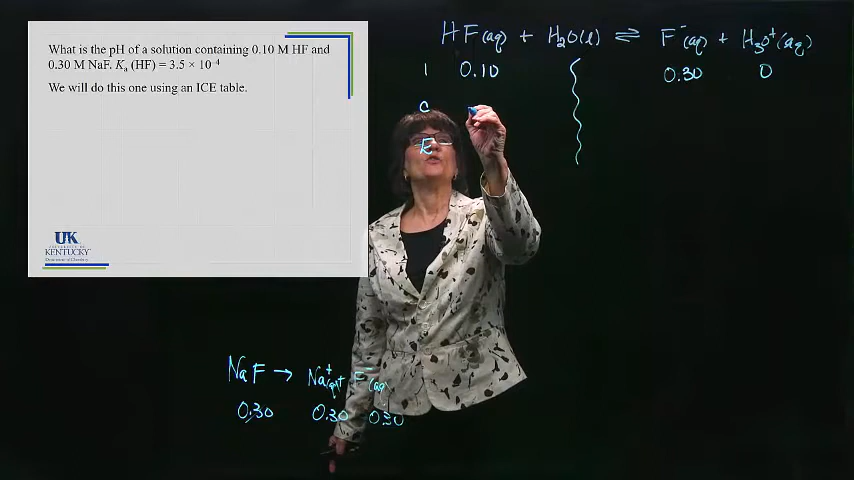 What is the pH of a solution containing 0.10 M HF and
0.30 M NaF. Kₐ (HF) = 3.5 × 10⁻⁴
We will do this one using an ICE table.
UK
KENTUCKY
HF(aq) + H₂O(l) ⇌ F⁻(aq) + H₃O⁺(aq)
I 0.10 0.30 0
C
E
NaF → Na⁺(aq) + F⁻(aq)
0.30 0.30 0.30